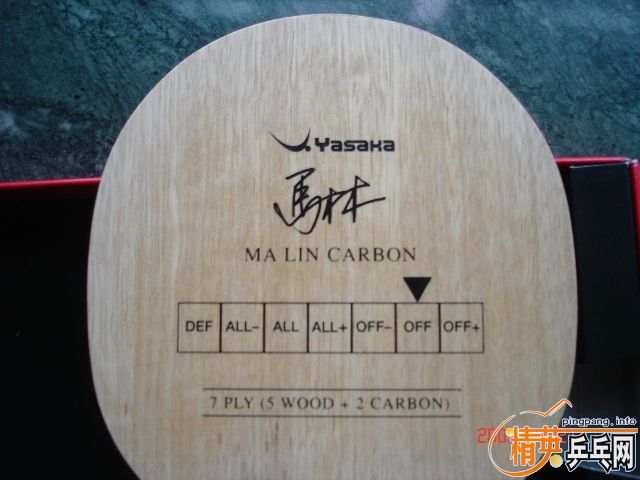 Yasaka
馬林
MA LIN CARBON
DEF ALL- ALL ALL+ OFF- OFF OFF+
7 PLY (5 WOOD + 2 CARBON)
pingpang.info
精英乒乓网